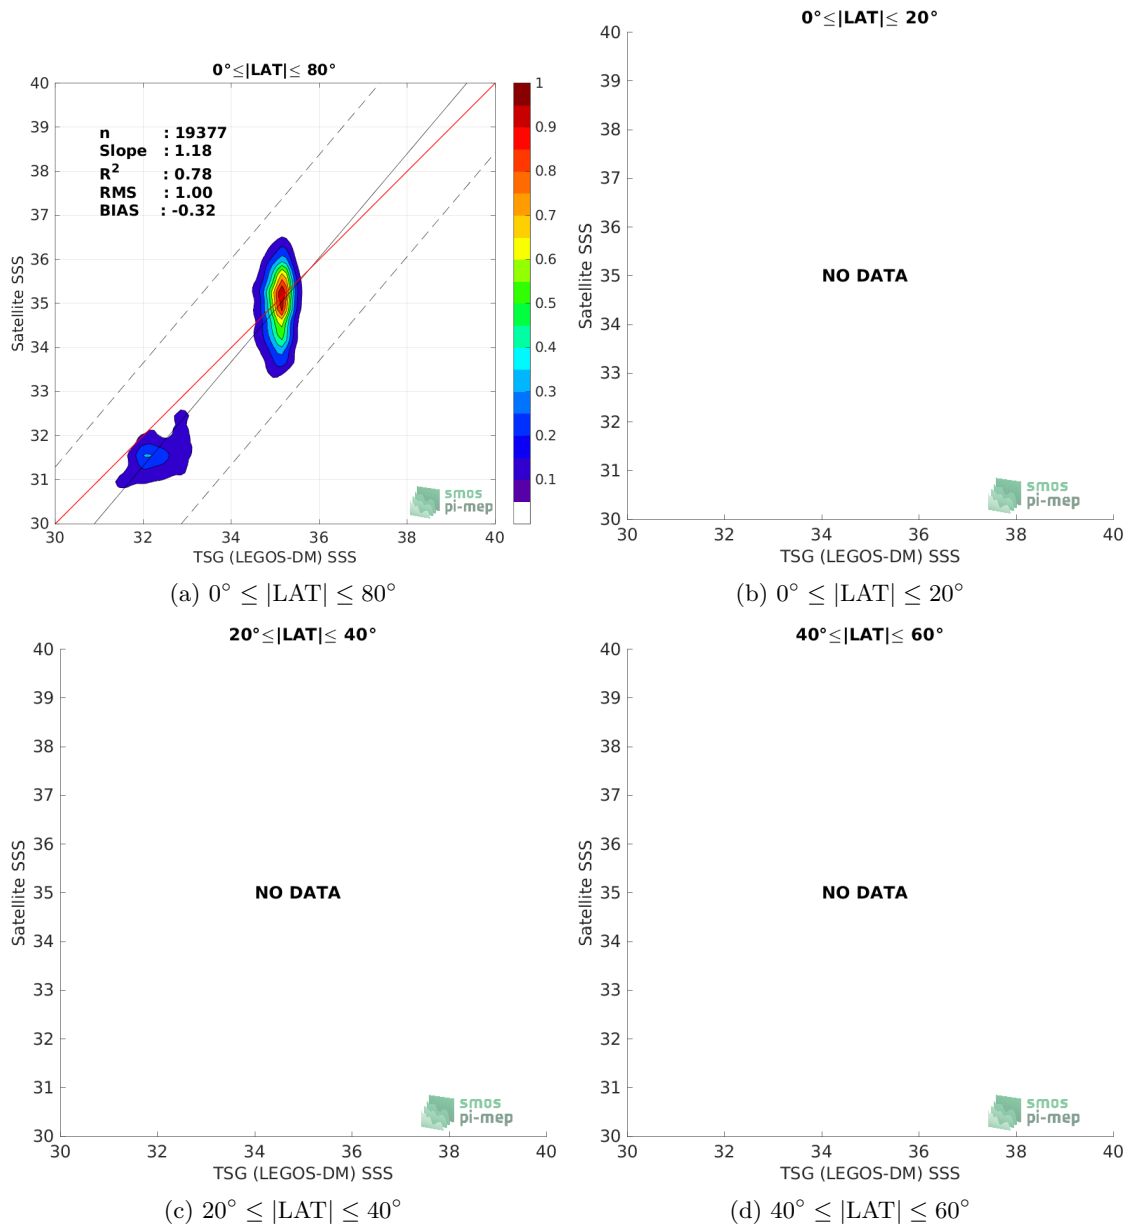 0°≤|LAT|≤ 80°
40
39
38
37
36
35
34
33
32
31
30
Satellite SSS
n : 19377
Slope : 1.18
R² : 0.78
RMS : 1.00
BIAS : -0.32
smos
pi-mep
30 32 34 36 38 40
TSG (LEGOS-DM) SSS
1
0.9
0.8
0.7
0.6
0.5
0.4
0.3
0.2
0.1
(a) 0° ≤ |LAT| ≤ 80°
0°≤|LAT|≤ 20°
40
39
38
37
36
35
34
33
32
31
30
Satellite SSS
NO DATA
smos
pi-mep
30 32 34 36 38 40
TSG (LEGOS-DM) SSS
(b) 0° ≤ |LAT| ≤ 20°
20°≤|LAT|≤ 40°
40
39
38
37
36
35
34
33
32
31
30
Satellite SSS
NO DATA
smos
pi-mep
30 32 34 36 38 40
TSG (LEGOS-DM) SSS
(c) 20° ≤ |LAT| ≤ 40°
40°≤|LAT|≤ 60°
40
39
38
37
36
35
34
33
32
31
30
Satellite SSS
NO DATA
smos
pi-mep
30 32 34 36 38 40
TSG (LEGOS-DM) SSS
(d) 40° ≤ |LAT| ≤ 60°